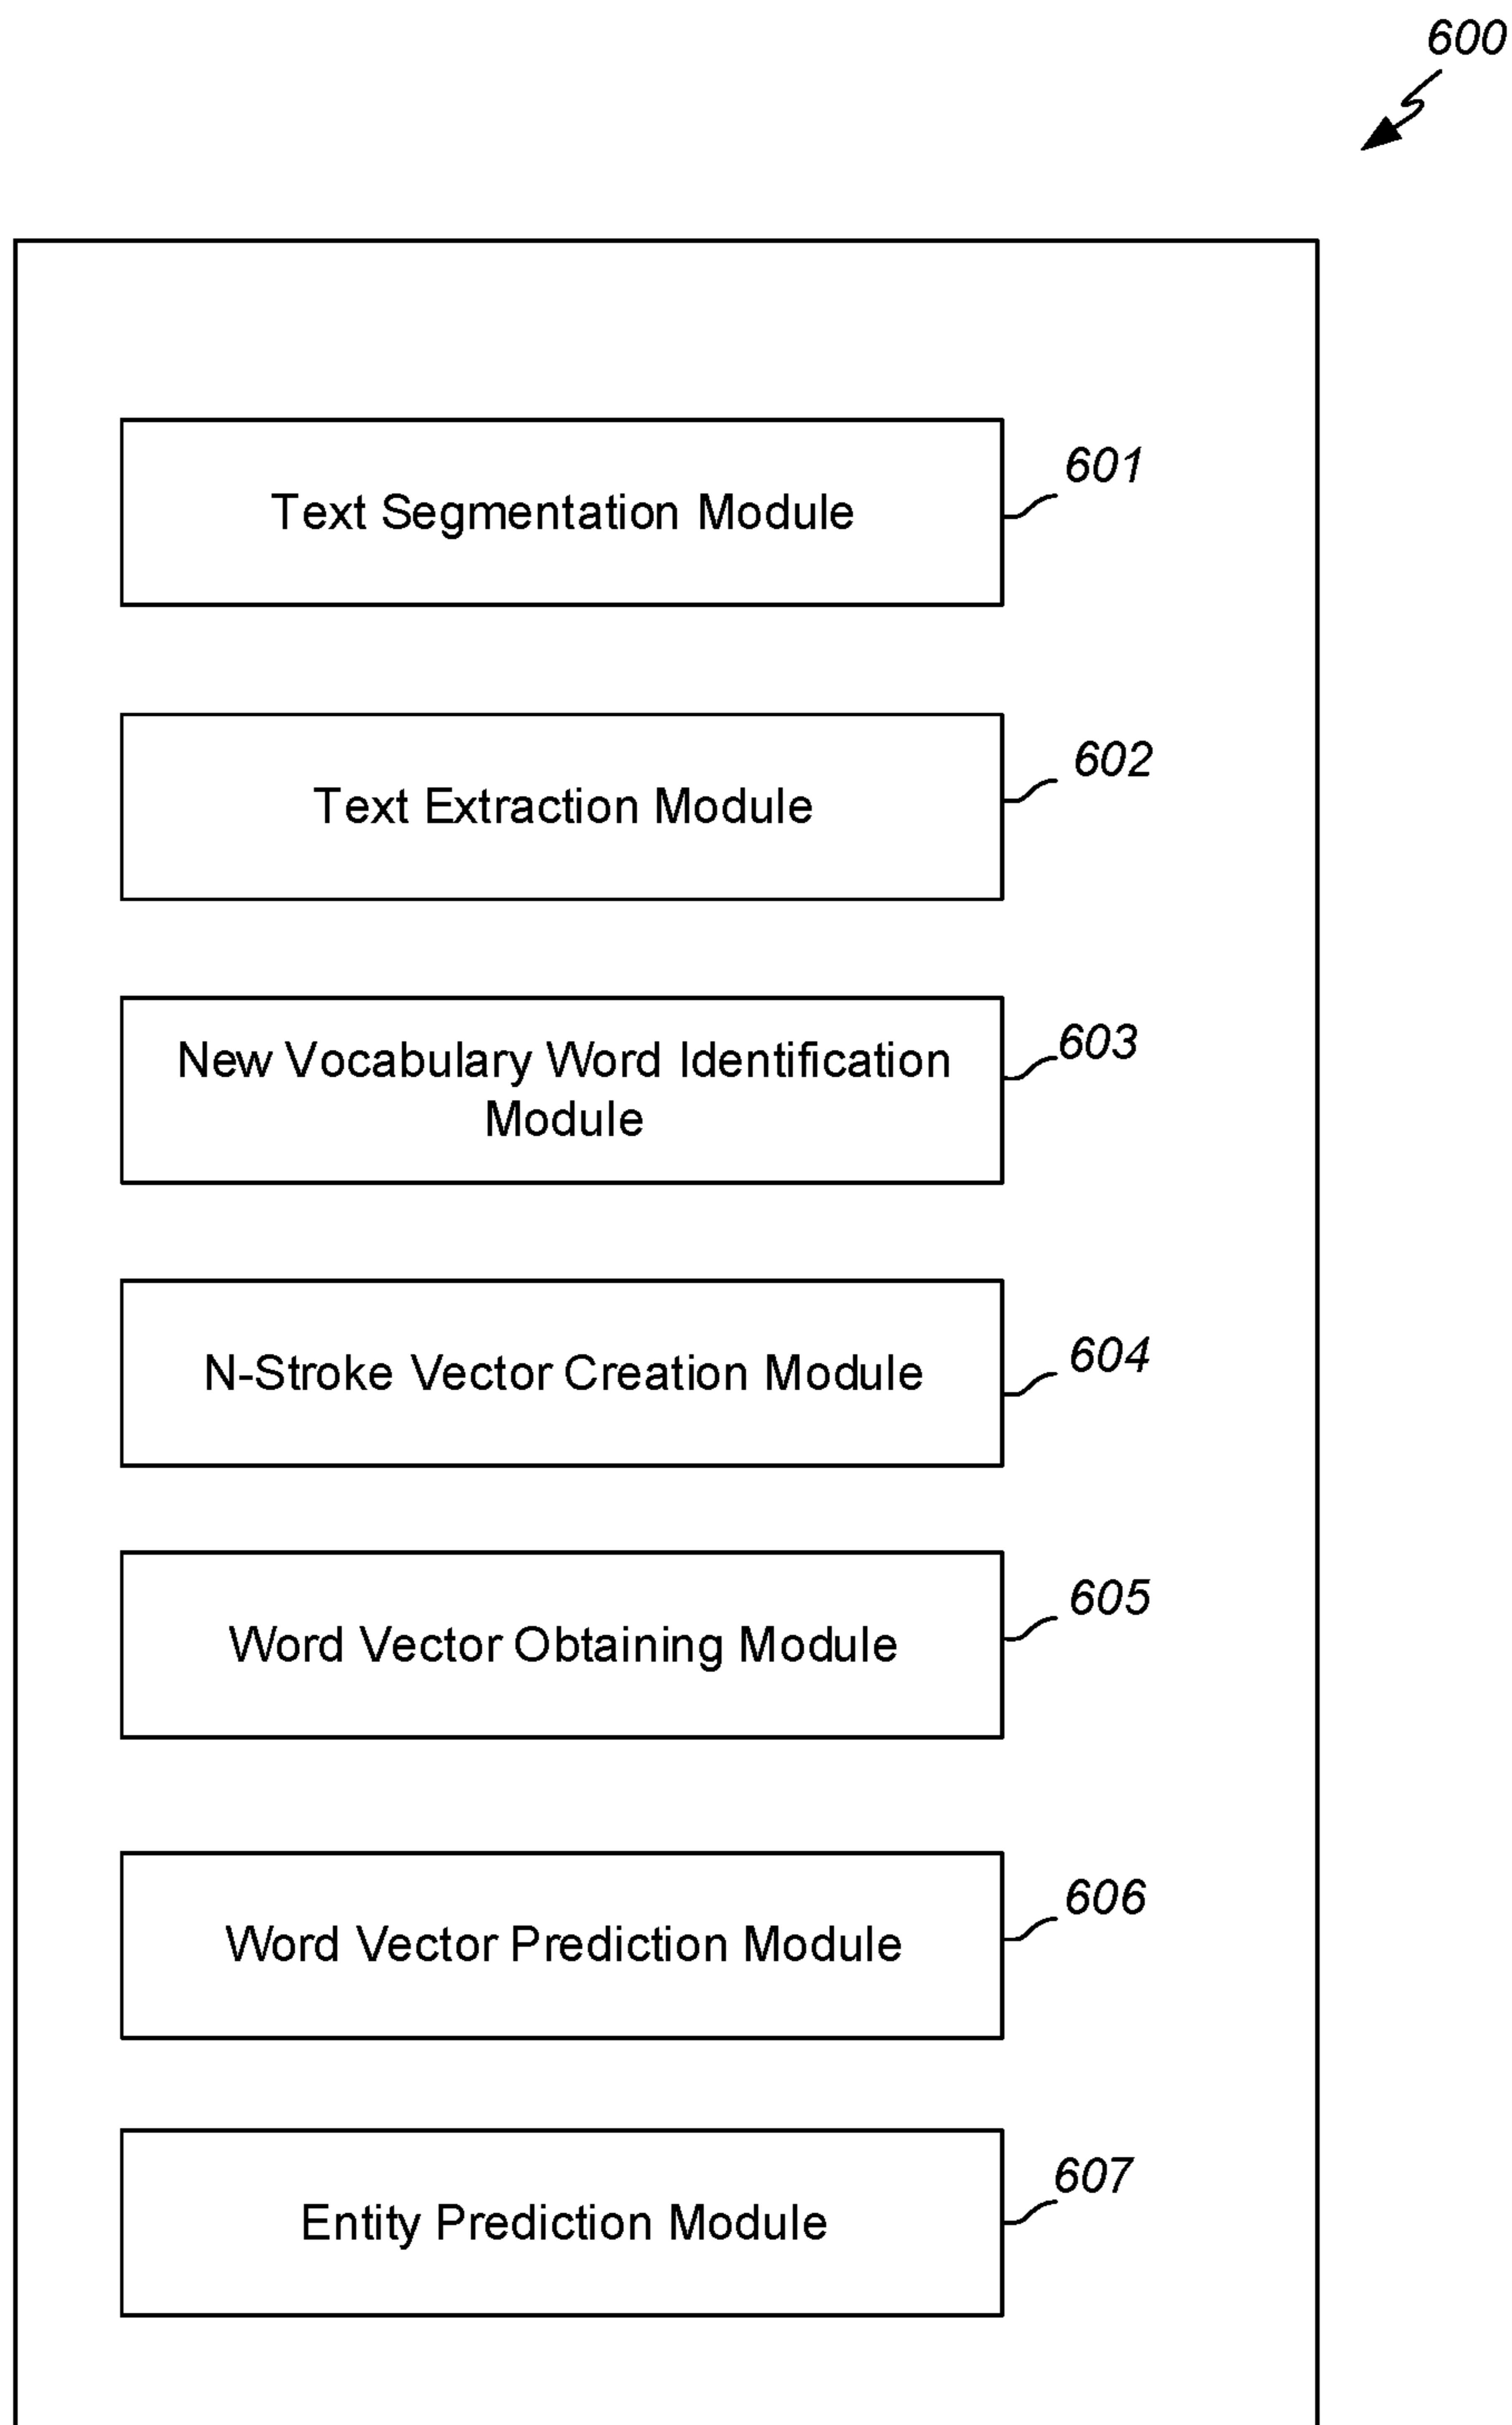 600
Text Segmentation Module
601
Text Extraction Module
602
New Vocabulary Word Identification
Module
603
N-Stroke Vector Creation Module
604
Word Vector Obtaining Module
605
Word Vector Prediction Module
606
Entity Prediction Module
607